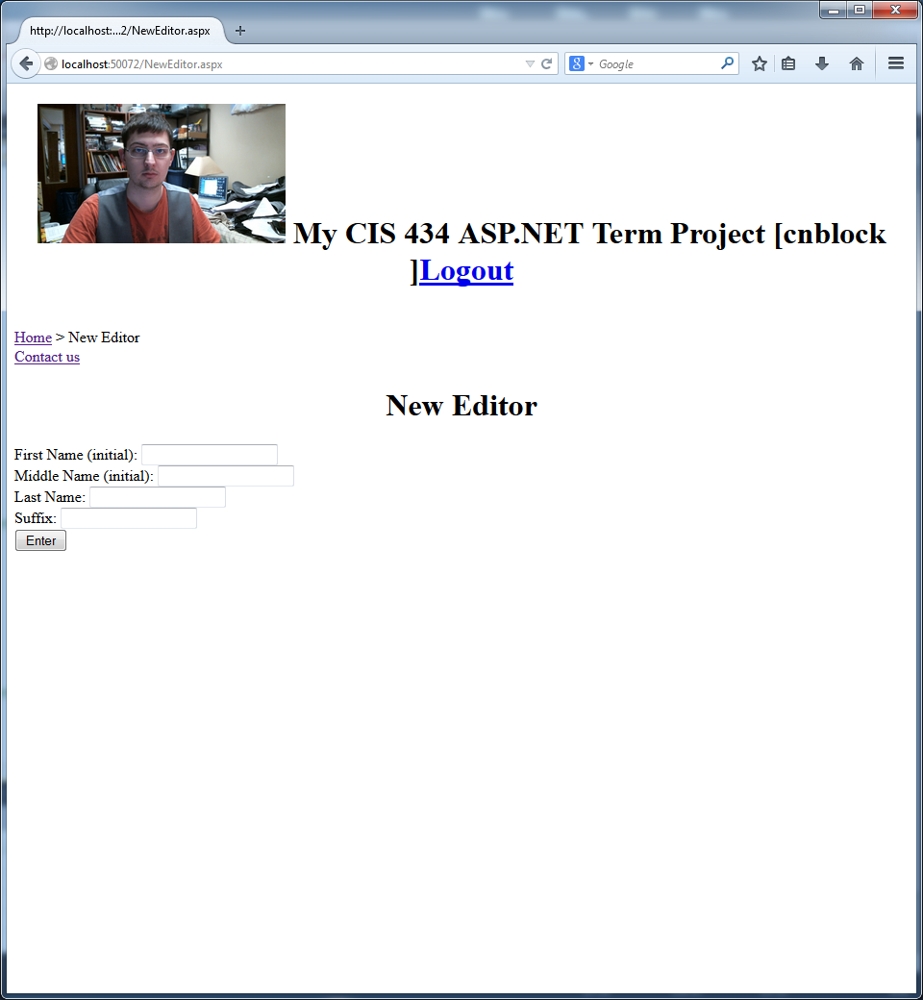 http://localhost:...2/NewEditor.aspx
localhost:50072/NewEditor.aspx
Google
My CIS 434 ASP.NET Term Project [cnblock
]Logout
Home > New Editor
Contact us
New Editor
First Name (initial):
Middle Name (initial):
Last Name:
Suffix:
Enter